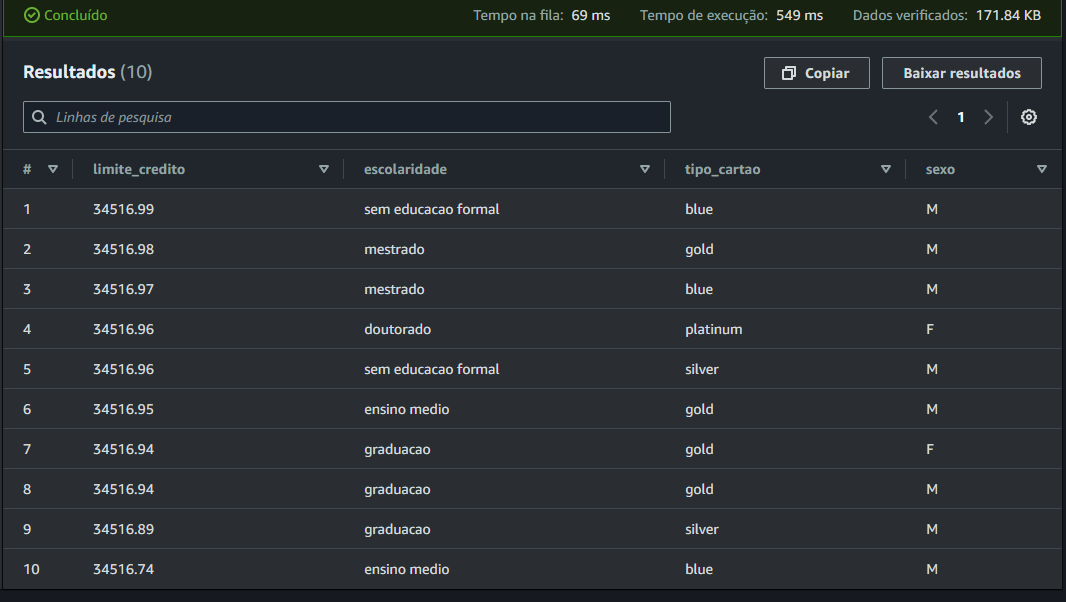 Concluído Tempo na fila: 69 ms Tempo de execução: 549 ms Dados verificados: 171.84 KB
Resultados (10) Copiar Baixar resultados
Linhas de pesquisa 1
# limite_credito escolaridade tipo_cartao sexo
1 34516.99 sem educacao formal blue M
2 34516.98 mestrado gold M
3 34516.97 mestrado blue M
4 34516.96 doutorado platinum F
5 34516.96 sem educacao formal silver M
6 34516.95 ensino medio gold M
7 34516.94 graduacao gold F
8 34516.94 graduacao gold M
9 34516.89 graduacao silver M
10 34516.74 ensino medio blue M